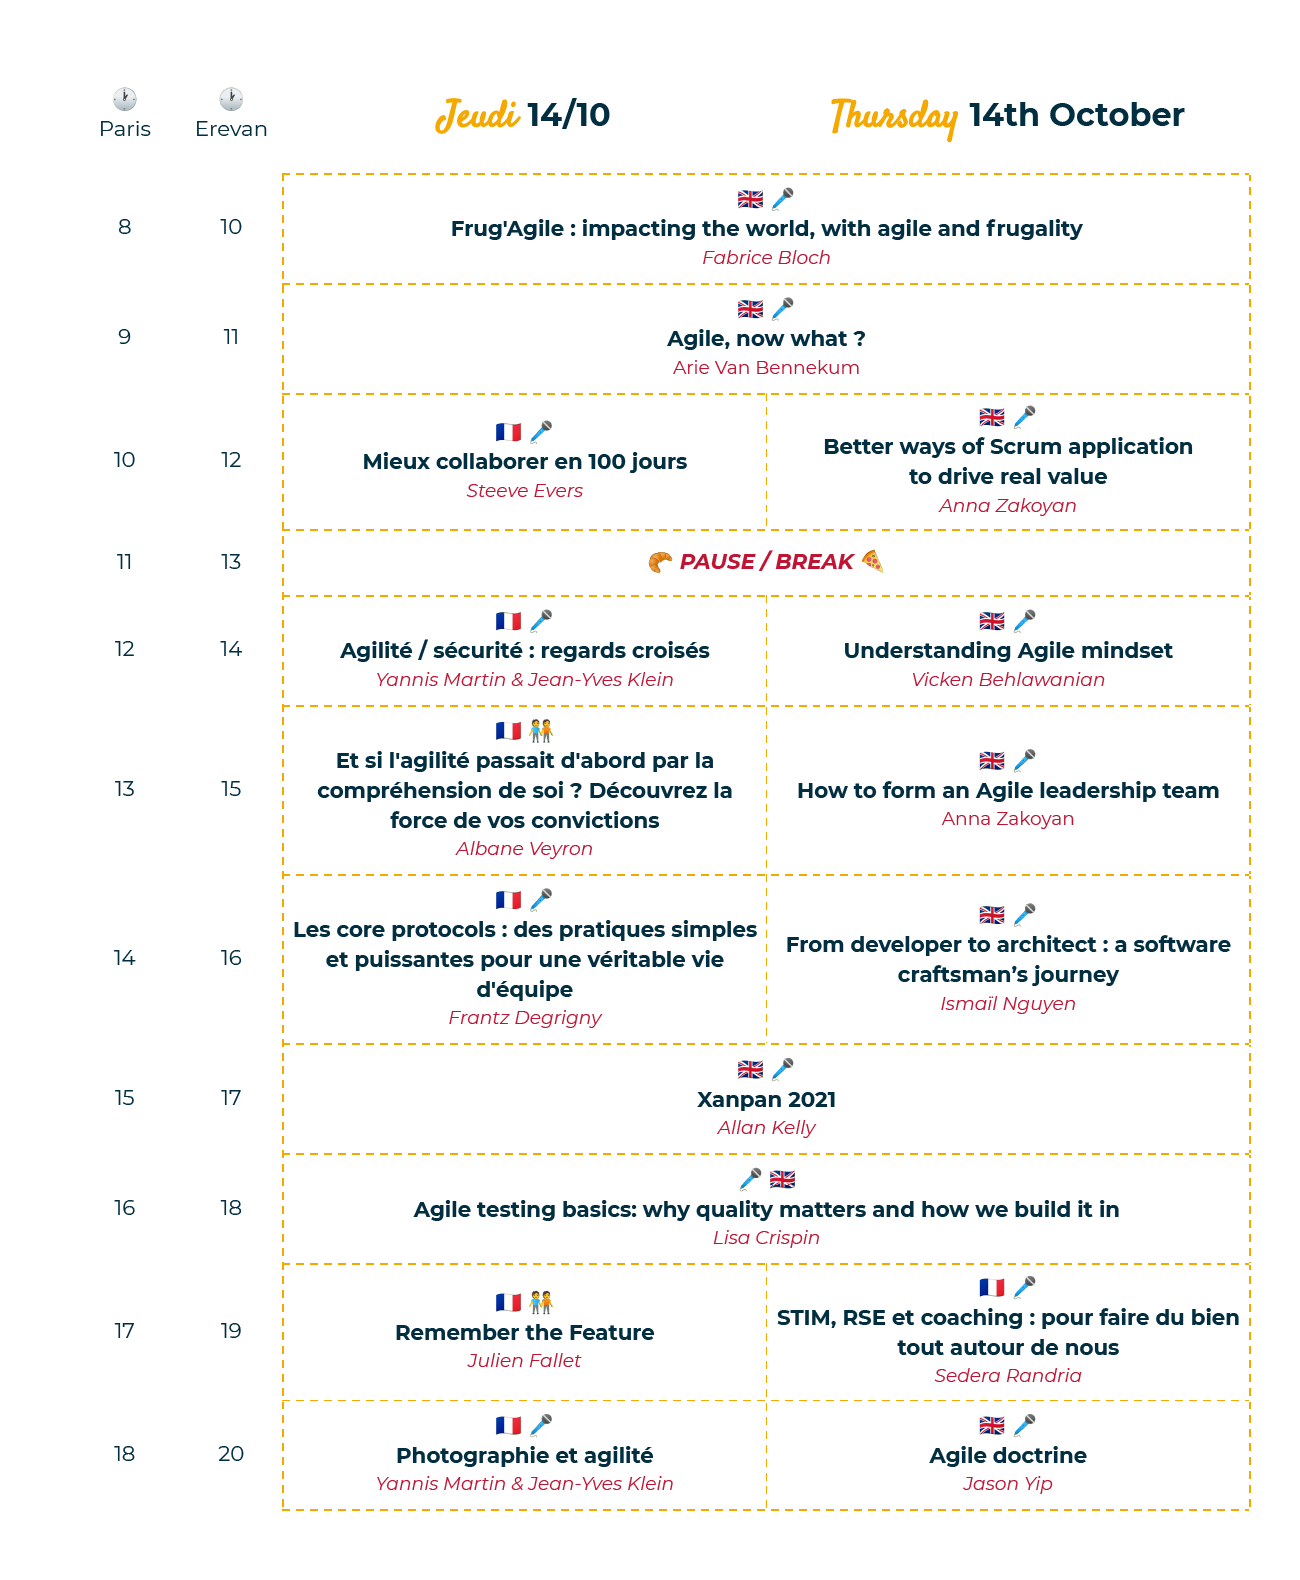 Paris
Erevan
Jeudi 14/10
Thursday 14th October
8
10
Frug'Agile : impacting the world, with agile and frugality
Fabrice Bloch
9
11
Agile, now what ?
Arie Van Bennekum
10
12
Mieux collaborer en 100 jours
Steeve Evers
Better ways of Scrum application
to drive real value
Anna Zakoyan
11
13
PAUSE / BREAK
12
14
Agilité / sécurité : regards croisés
Yannis Martin & Jean-Yves Klein
Understanding Agile mindset
Vicken Behlawanian
13
15
Et si l'agilité passait d'abord par la
compréhension de soi ? Découvrez la
force de vos convictions
Albane Veyron
How to form an Agile leadership team
Anna Zakoyan
14
16
Les core protocols : des pratiques simples
et puissantes pour une véritable vie
d'équipe
Frantz Degrigny
From developer to architect : a software
craftsman’s journey
Ismaïl Nguyen
15
17
Xanpan 2021
Allan Kelly
16
18
Agile testing basics: why quality matters and how we build it in
Lisa Crispin
17
19
Remember the Feature
Julien Fallet
STIM, RSE et coaching : pour faire du bien
tout autour de nous
Sedera Randria
18
20
Photographie et agilité
Yannis Martin & Jean-Yves Klein
Agile doctrine
Jason Yip